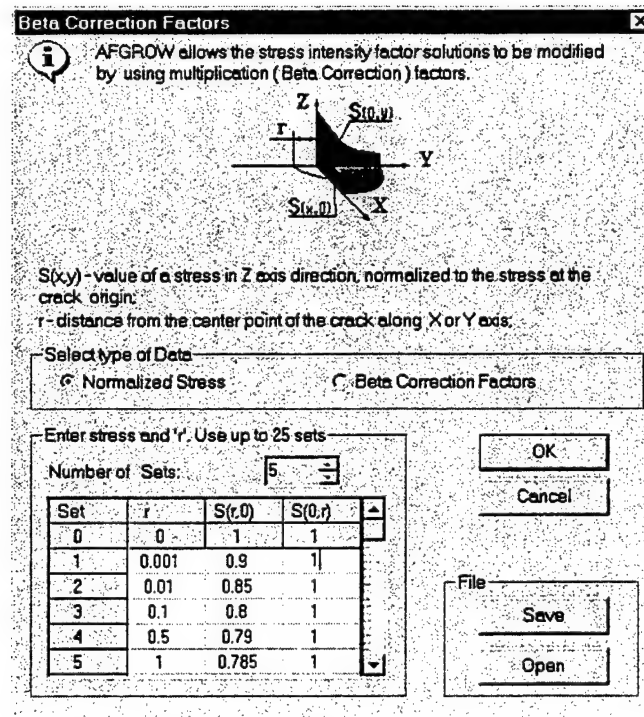 Beta Correction Factors
AFGROW allows the stress intensity factor solutions to be modified
by using multiplication ( Beta Correction ) factors.
Z
S(0,y)
r
Y
S(x,0)
X
S(x,y) - value of a stress in Z axis direction, normalized to the stress at the
crack origin;
r - distance from the center point of the crack along X or Y axis;
Select type of Data
Normalized Stress Beta Correction Factors
Enter stress and 'r'. Use up to 25 sets
Number of Sets: 5
Set r S(r,0) S(0,r)
0 0 1 1
1 0.001 0.9 1
2 0.01 0.85 1
3 0.1 0.8 1
4 0.5 0.79 1
5 1 0.785 1
OK
Cancel
File
Save
Open